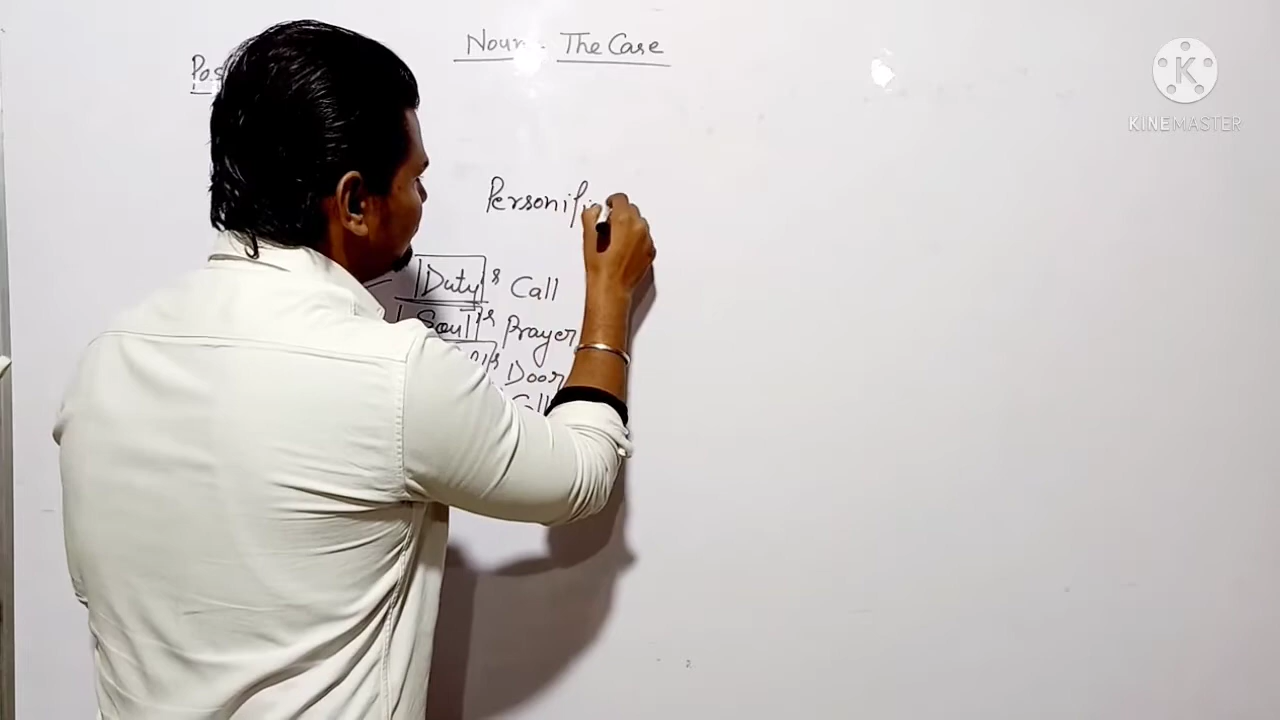 Noun - The Case
Pos
KINEMASTER
Personifi
Duty's Call
Soul's Prayer
's Door